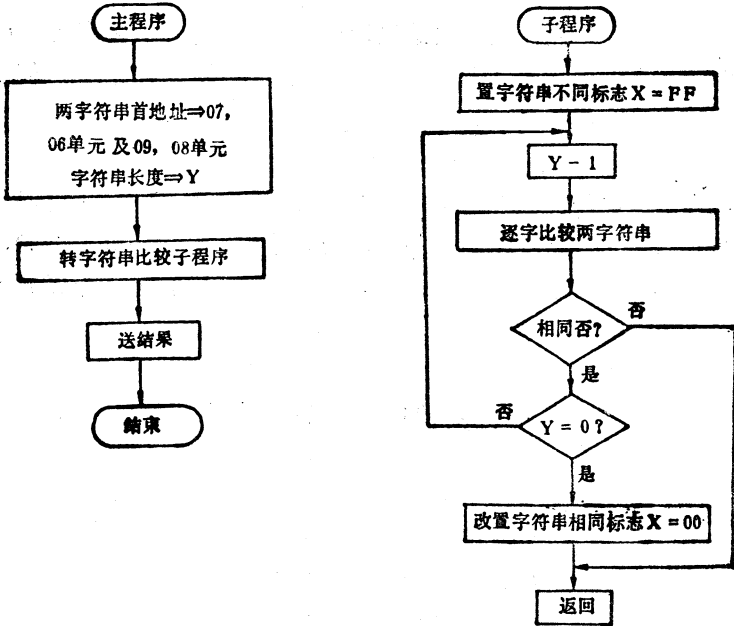 主程序
两字符串首地址⇒07,
06单元及09, 08单元
字符串长度⇒Y
转字符串比较子程序
送结果
结束
子程序
置字符串不同标志X=FF
Y-1
逐字比较两字符串
相同否?
否
是
Y=0?
否
是
改置字符串相同标志X=00
返回